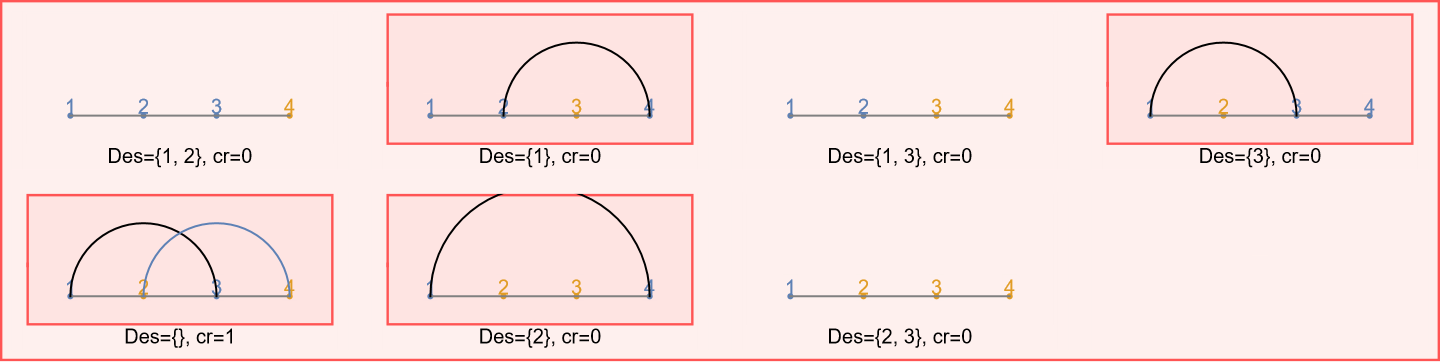 1 2 3 4
Des={1, 2}, cr=0
1 2 3 4
Des={1}, cr=0
1 2 3 4
Des={1, 3}, cr=0
1 2 3 4
Des={3}, cr=0
1 2 3 4
Des={}, cr=1
1 2 3 4
Des={2}, cr=0
1 2 3 4
Des={2, 3}, cr=0